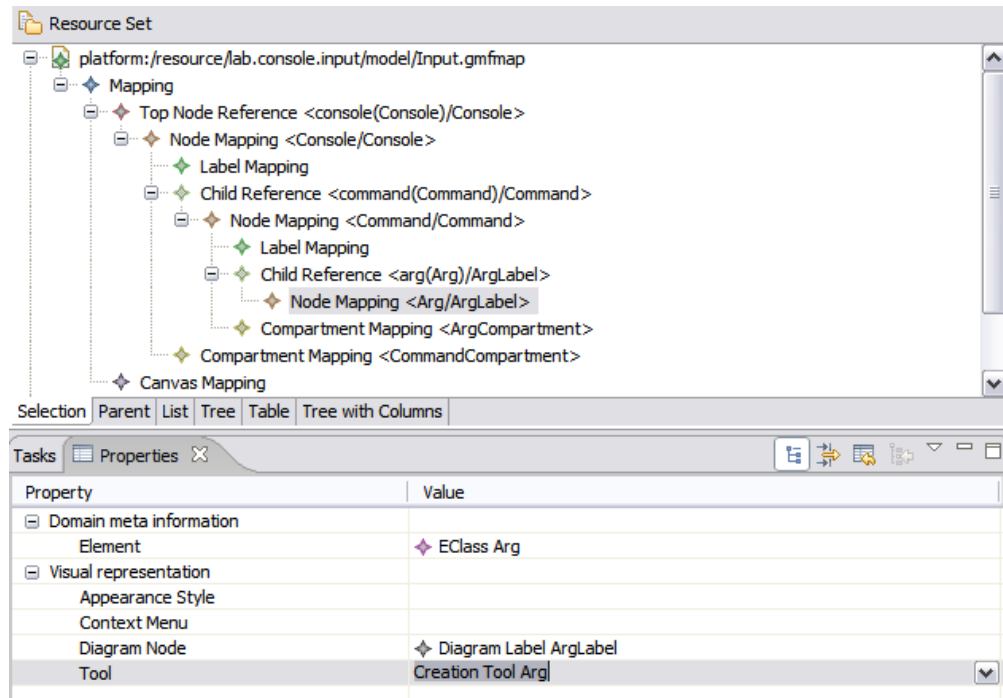 Resource Set
platform:/resource/lab.console.input/model/Input.gmfmap
Mapping
Top Node Reference <console(Console)/Console>
Node Mapping <Console/Console>
Label Mapping
Child Reference <command(Command)/Command>
Node Mapping <Command/Command>
Label Mapping
Child Reference <arg(Arg)/ArgLabel>
Node Mapping <Arg/ArgLabel>
Compartment Mapping <ArgCompartment>
Compartment Mapping <CommandCompartment>
Canvas Mapping
Selection Parent List Tree Table Tree with Columns
Tasks Properties
Property Value
Domain meta information
Element EClass Arg
Visual representation
Appearance Style
Context Menu
Diagram Node Diagram Label ArgLabel
Tool Creation Tool Arg